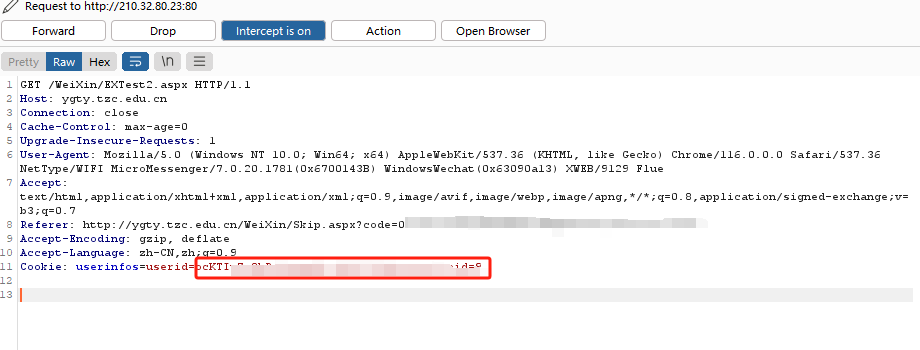 Request to http://210.32.80.23:80
Forward Drop Intercept is on Action Open Browser
Pretty Raw Hex \n
1 GET /WeiXin/EXTest2.aspx HTTP/1.1
2 Host: ygty.tzc.edu.cn
3 Connection: close
4 Cache-Control: max-age=0
5 Upgrade-Insecure-Requests: 1
6 User-Agent: Mozilla/5.0 (Windows NT 10.0; Win64; x64) AppleWebKit/537.36 (KHTML, like Gecko) Chrome/116.0.0.0 Safari/537.36
NetType/WIFI MicroMessenger/7.0.20.1781(0x6700143B) WindowsWechat(0x63090a13) XWEB/9129 Flue
7 Accept:
text/html,application/xhtml+xml,application/xml;q=0.9,image/avif,image/webp,image/apng,*/*;q=0.8,application/signed-exchange;v=
b3;q=0.7
8 Referer: http://ygty.tzc.edu.cn/WeiXin/Skip.aspx?code=0
9 Accept-Encoding: gzip, deflate
10 Accept-Language: zh-CN,zh;q=0.9
11 Cookie: userinfos=userid=
12
13